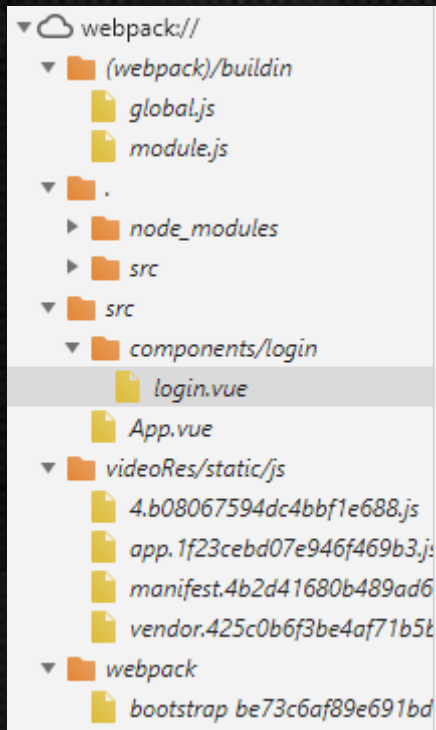 webpack://
(webpack)/buildin
global.js
module.js
.
node_modules
src
src
components/login
login.vue
App.vue
videoRes/static/js
4.b08067594dc4bbf1e688.js
app.1f23cebd07e946f469b3.js
manifest.4b2d41680b489ad6
vendor.425c0b6f3be4af71b5b
webpack
bootstrap be73c6af89e691bd